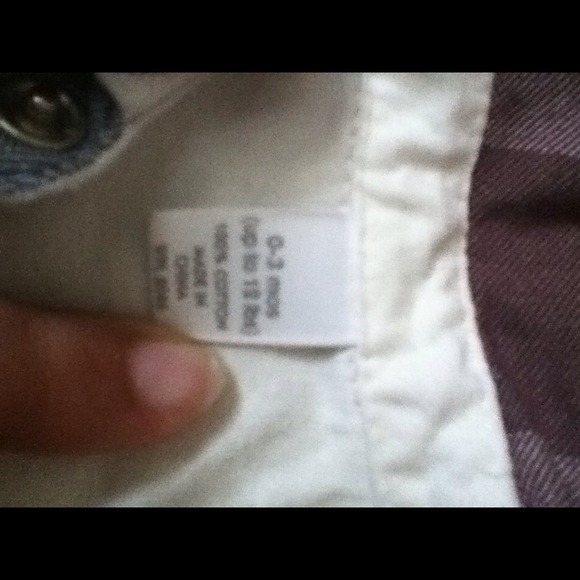 0-3 mos
(up to 12 lbs)
100% COTTON
MADE IN
CHINA